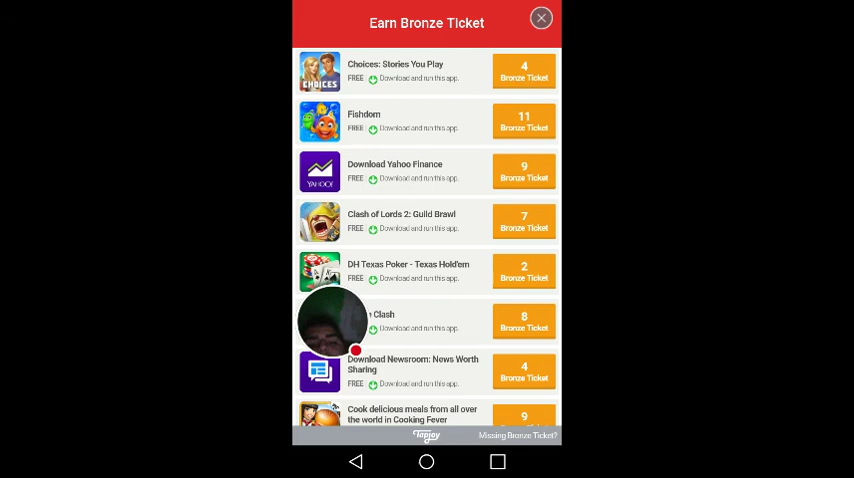 Earn Bronze Ticket
CHOICES
Choices: Stories You Play
FREE Download and run this app.
4
Bronze Ticket
Fishdom
FREE Download and run this app.
11
Bronze Ticket
YAHOO!
Download Yahoo Finance
FREE Download and run this app.
9
Bronze Ticket
Clash of Lords 2: Guild Brawl
FREE Download and run this app.
7
Bronze Ticket
DH Texas Poker - Texas Hold'em
FREE Download and run this app.
2
Bronze Ticket
Clash
Download and run this app.
8
Bronze Ticket
Download Newsroom: News Worth
Sharing
FREE Download and run this app.
4
Bronze Ticket
Cook delicious meals from all over
the world in Cooking Fever
9
Bronze Ticket
Tapjoy
Missing Bronze Ticket?